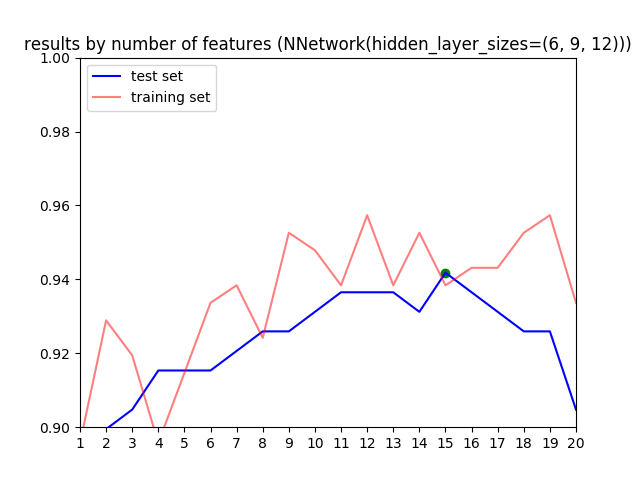 results by number of features (NNetwork(hidden_layer_sizes=(6, 9, 12)))
1.00
test set
training set
0.98
0.96
0.94
0.92
0.90
1 2 3 4 5 6 7 8 9 10 11 12 13 14 15 16 17 18 19 20